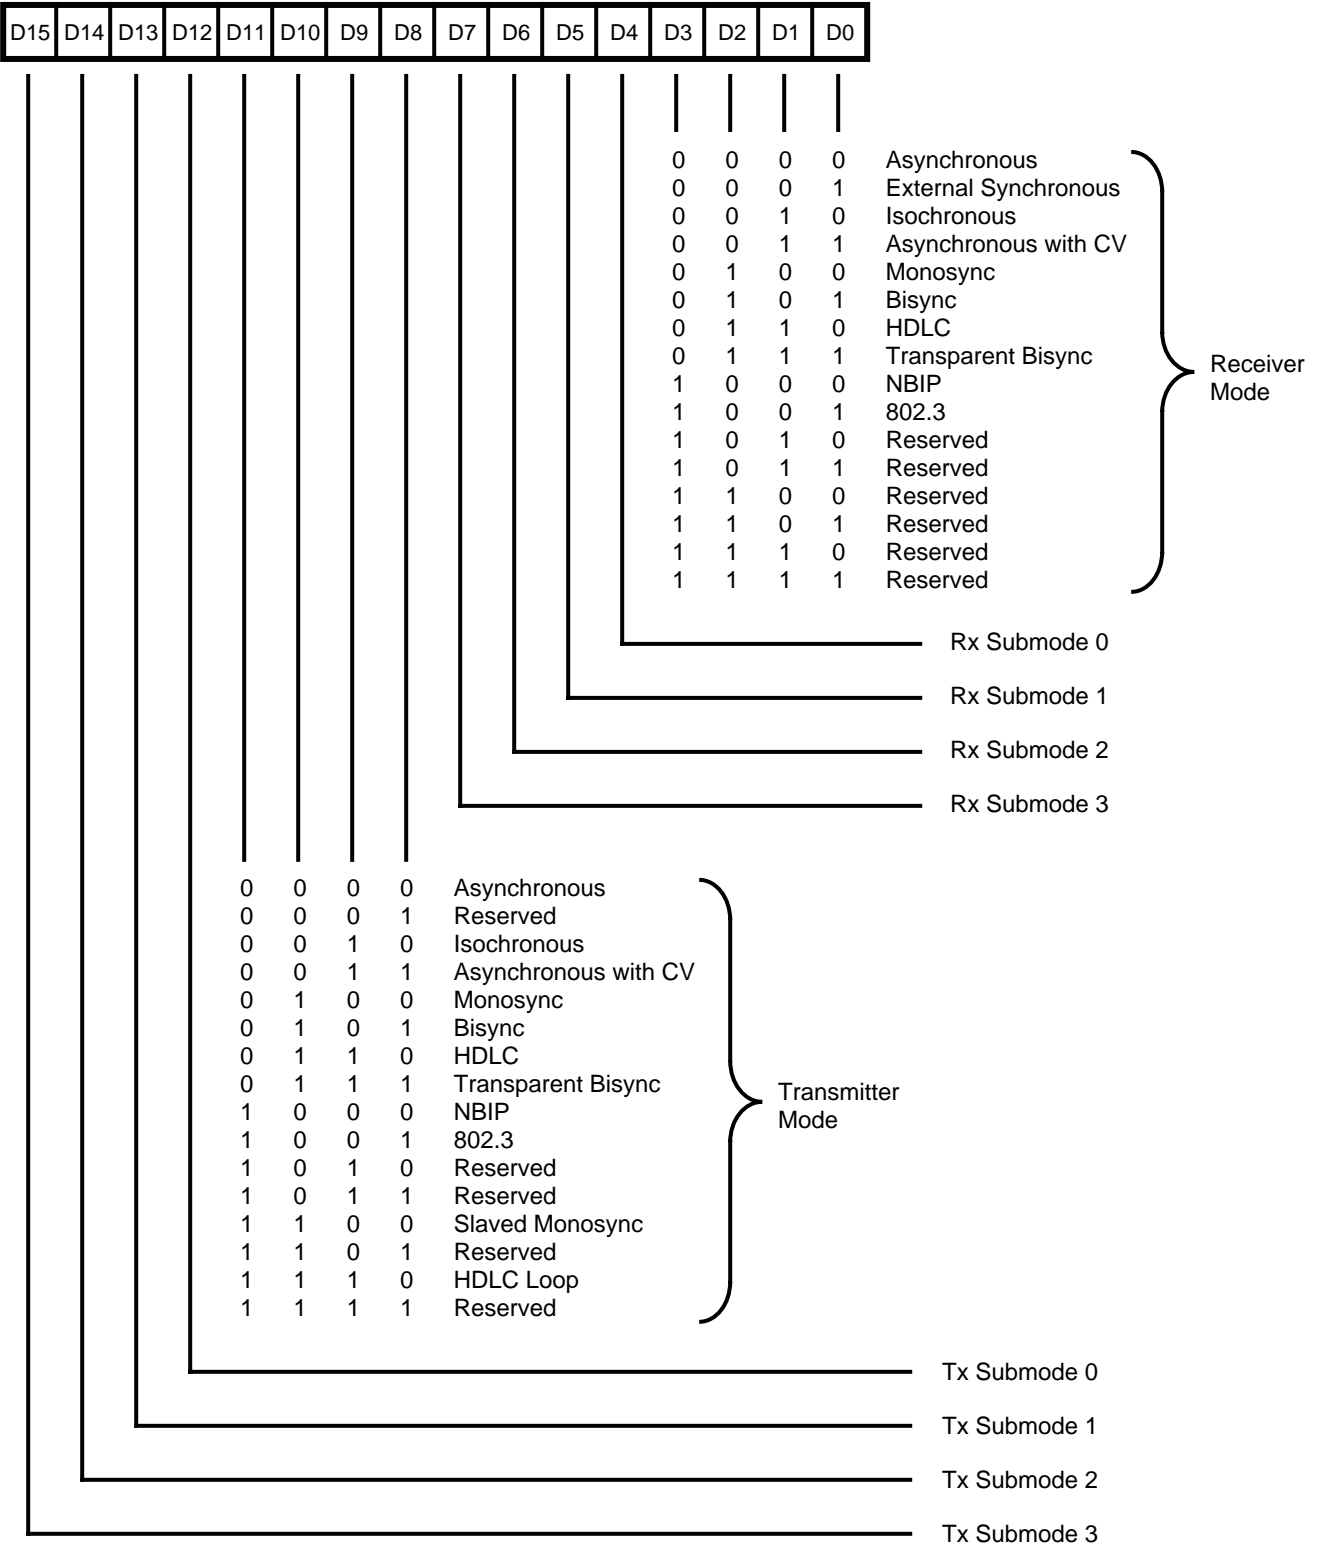 D15 D14 D13 D12 D11 D10 D9 D8 D7 D6 D5 D4 D3 D2 D1 D0
0 0 0 0 Asynchronous
0 0 0 1 External Synchronous
0 0 1 0 Isochronous
0 0 1 1 Asynchronous with CV
0 1 0 0 Monosync
0 1 0 1 Bisync
0 1 1 0 HDLC
0 1 1 1 Transparent Bisync
1 0 0 0 NBIP
1 0 0 1 802.3
1 0 1 0 Reserved
1 0 1 1 Reserved
1 1 0 0 Reserved
1 1 0 1 Reserved
1 1 1 0 Reserved
1 1 1 1 Reserved
Receiver
Mode
Rx Submode 0
Rx Submode 1
Rx Submode 2
Rx Submode 3
0 0 0 0 Asynchronous
0 0 0 1 Reserved
0 0 1 0 Isochronous
0 0 1 1 Asynchronous with CV
0 1 0 0 Monosync
0 1 0 1 Bisync
0 1 1 0 HDLC
0 1 1 1 Transparent Bisync
1 0 0 0 NBIP
1 0 0 1 802.3
1 0 1 0 Reserved
1 0 1 1 Reserved
1 1 0 0 Slaved Monosync
1 1 0 1 Reserved
1 1 1 0 HDLC Loop
1 1 1 1 Reserved
Transmitter
Mode
Tx Submode 0
Tx Submode 1
Tx Submode 2
Tx Submode 3